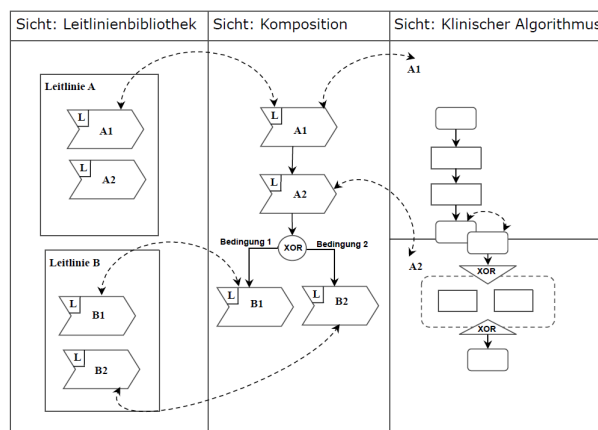 Sicht: Leitlinienbibliothek
Sicht: Komposition
Sicht: Klinischer Algorithmus
Leitlinie A
L
A1
L
A2
Leitlinie B
L
B1
L
B2
L
A1
L
A2
Bedingung 1
XOR
Bedingung 2
L
B1
L
B2
A1
A2
XOR
XOR